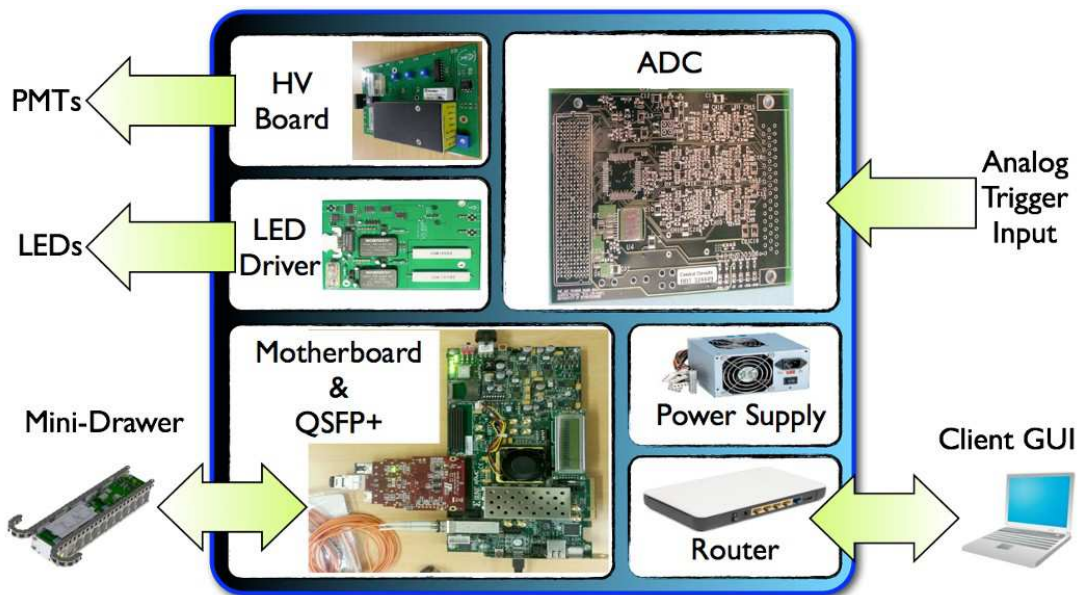 PMTs
HV
Board
ADC
Analog
Trigger
Input
LEDs
LED
Driver
U4
Mini-Drawer
Motherboard
&
QSFP+
Power Supply
Router
Client GUI